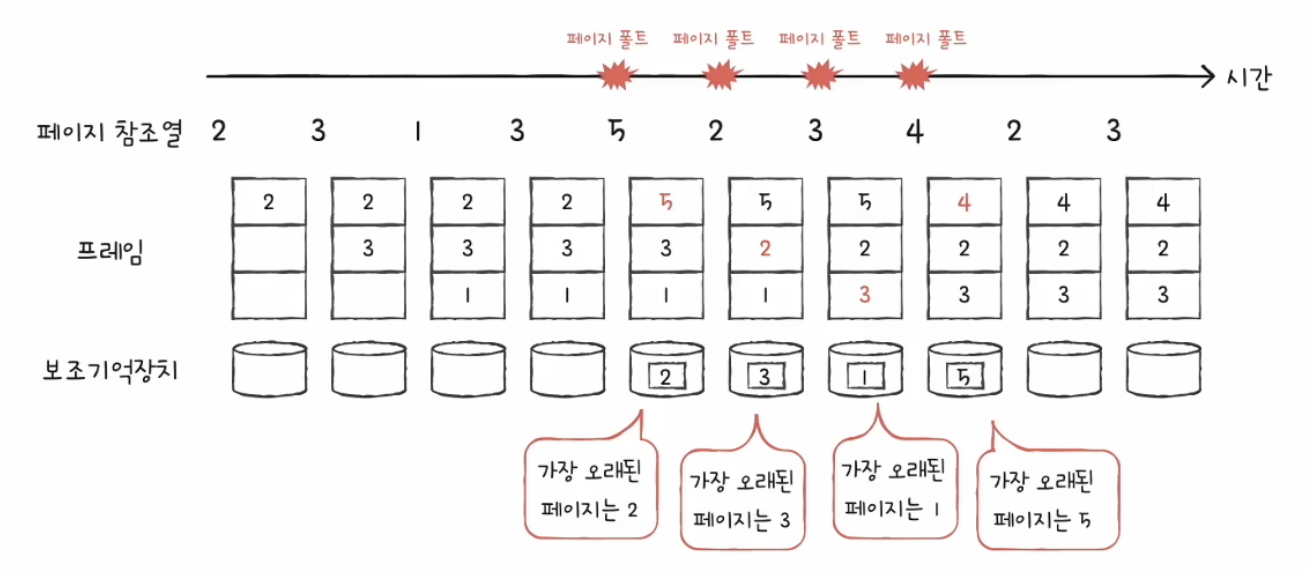 페이지 폴트 페이지 폴트 페이지 폴트 페이지 폴트
시간
페이지 참조열 2 3 1 3 5 2 3 4 2 3
2 2 2 2 5 5 5 4 4 4
프레임 3 3 3 3 2 2 2 2 2
1 1 1 1 3 3 3 3
보조기억장치 2 3 1 5
가장 오래된
페이지는 2
가장 오래된
페이지는 3
가장 오래된
페이지는 1
가장 오래된
페이지는 5